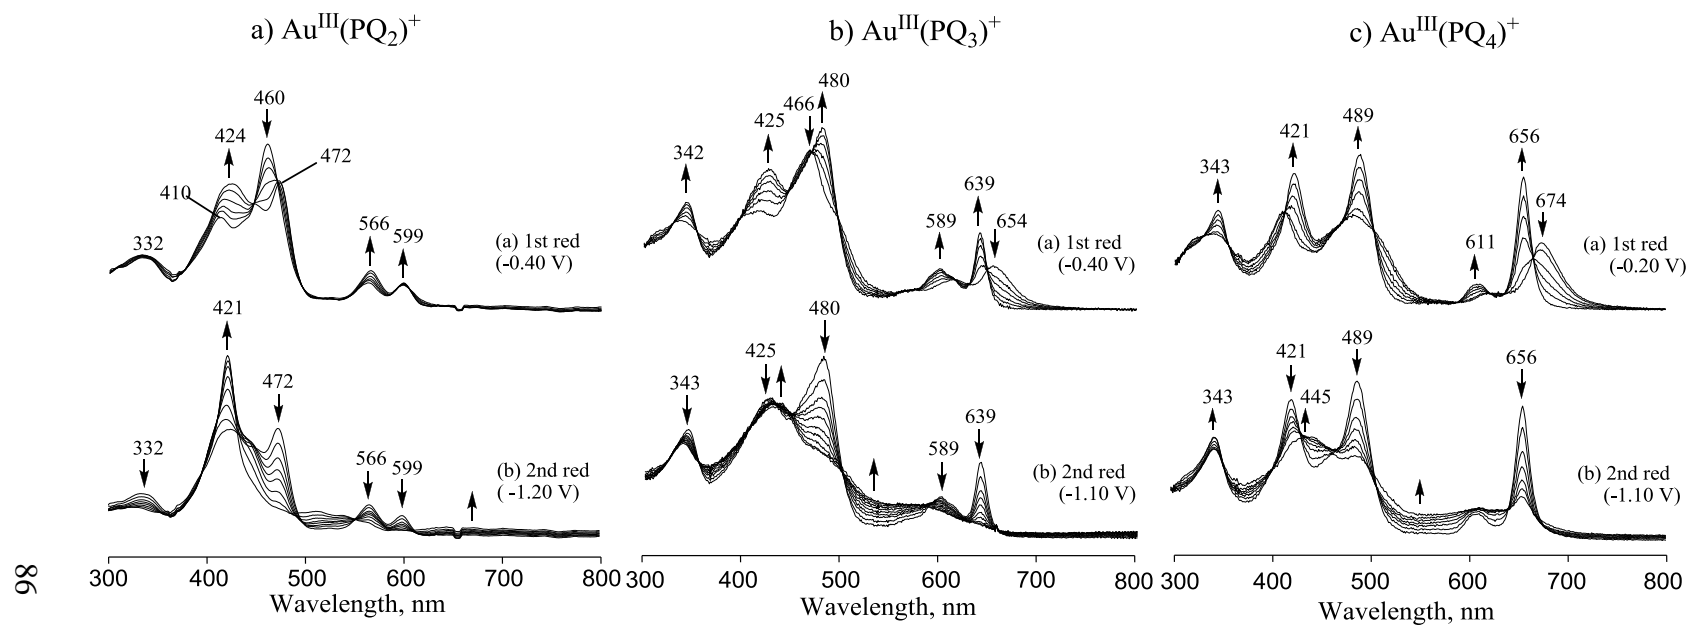 a) Au^III(PQ₂)⁺
460
424
472
410
332
566
599
(a) 1st red
(-0.40 V)
421
472
332
566
599
(b) 2nd red
( -1.20 V)
300 400 500 600 700 800
Wavelength, nm
b) Au^III(PQ₃)⁺
480
466
425
342
639
589
654
(a) 1st red
(-0.40 V)
480
425
343
639
589
(b) 2nd red
(-1.10 V)
300 400 500 600 700 800
Wavelength, nm
c) Au^III(PQ₄)⁺
489
421
656
343
674
611
(a) 1st red
(-0.20 V)
489
421
656
343
445
(b) 2nd red
(-1.10 V)
300 400 500 600 700 800
Wavelength, nm
98